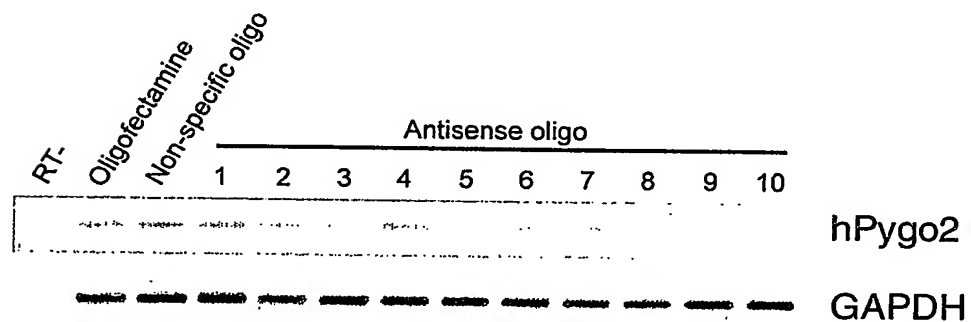 RT-
Oligofectamine
Non-specific oligo
Antisense oligo
1 2 3 4 5 6 7 8 9 10
hPygo2
GAPDH